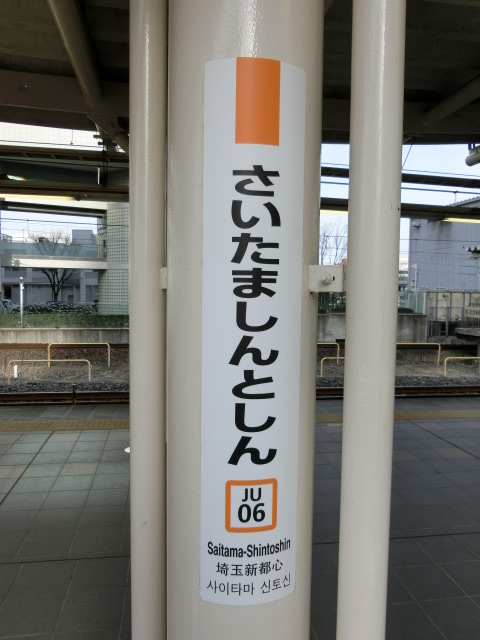 さいたましんとしん
JU
06
Saitama-Shintoshin
埼玉新都心
사이타마 신토신